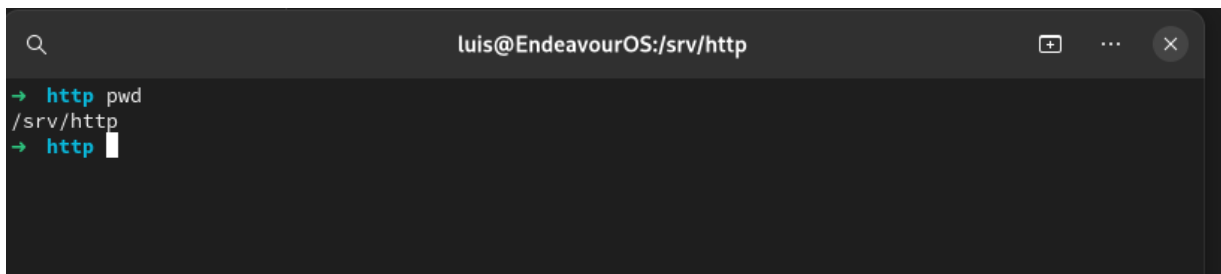 luis@EndeavourOS:/srv/http
→ http pwd
/srv/http
→ http